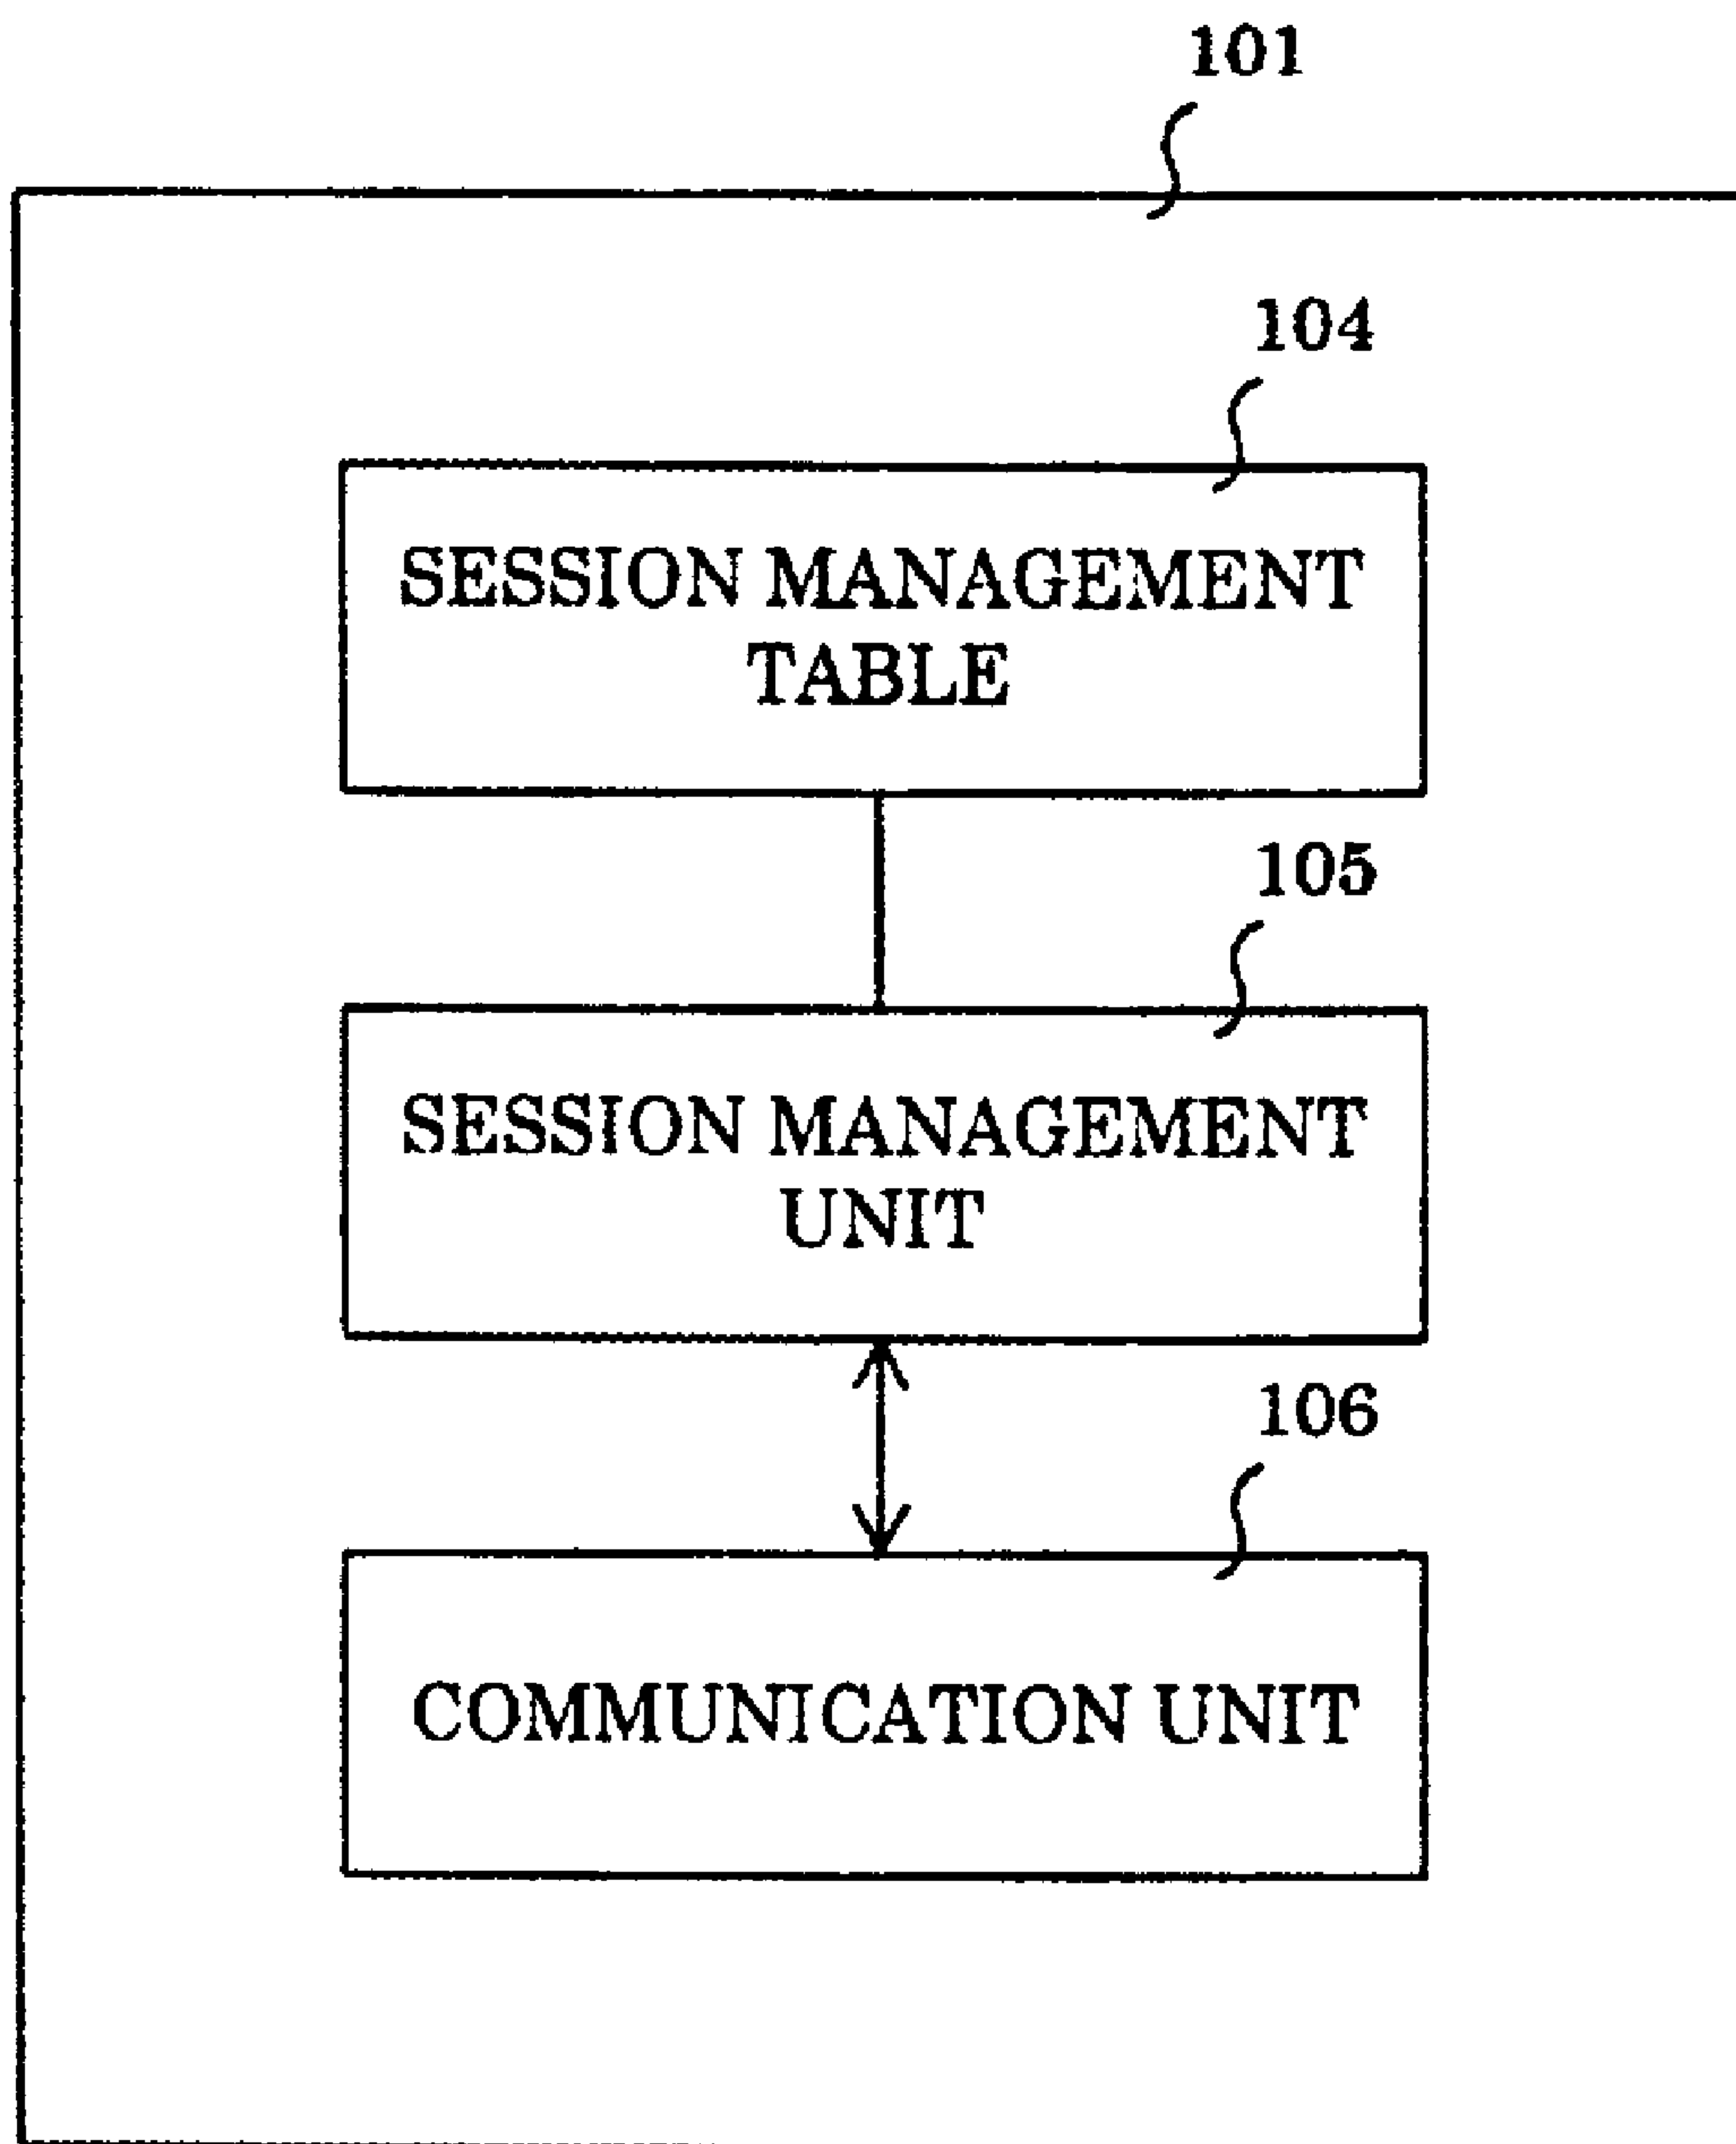 101
104
SESSION MANAGEMENT
TABLE
105
SESSION MANAGEMENT
UNIT
106
COMMUNICATION UNIT